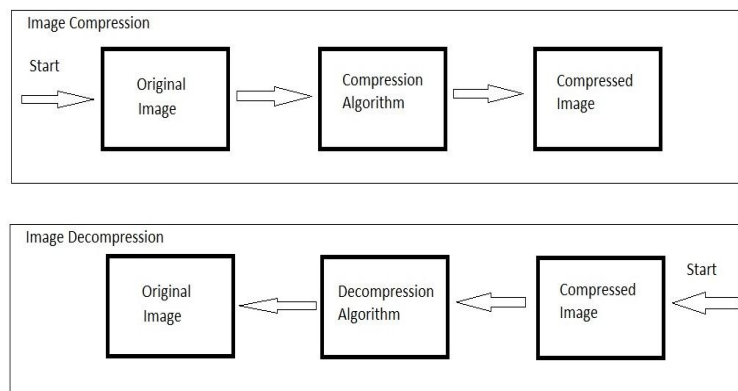 Image Compression
Start
Original
Image
Compression
Algorithm
Compressed
Image
Image Decompression
Original
Image
Decompression
Algorithm
Compressed
Image
Start